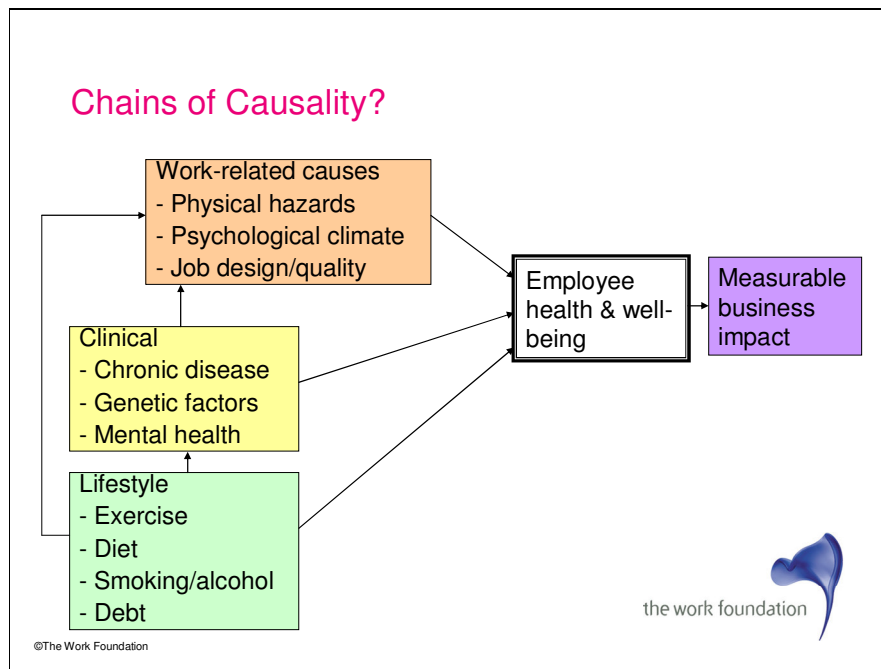 Chains of Causality?
Work-related causes
- Physical hazards
- Psychological climate
- Job design/quality
Clinical
- Chronic disease
- Genetic factors
- Mental health
Lifestyle
- Exercise
- Diet
- Smoking/alcohol
- Debt
Employee
health & well-
being
Measurable
business
impact
the work foundation
©The Work Foundation